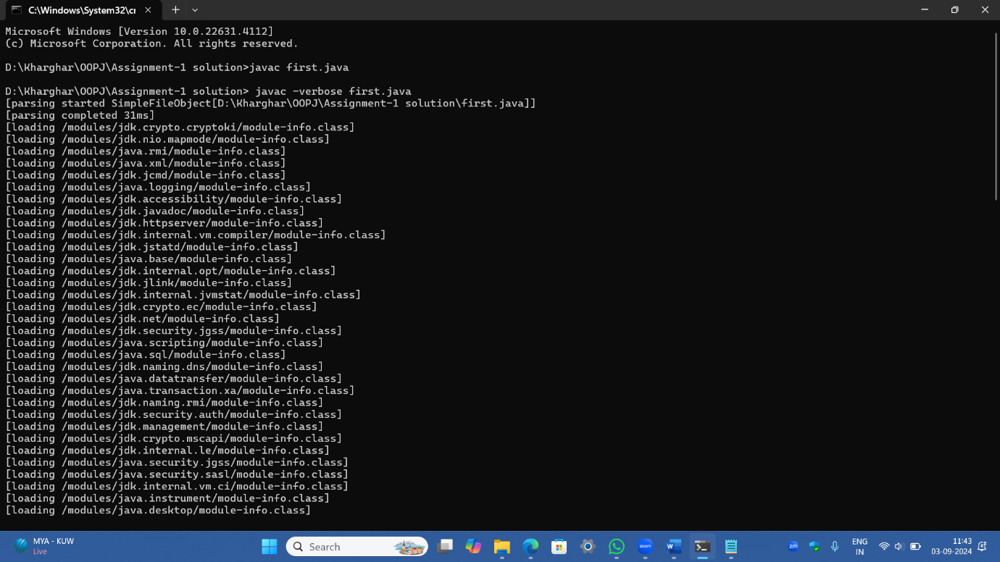 C:\Windows\System32\cr
Microsoft Windows [Version 10.0.22631.4112]
(c) Microsoft Corporation. All rights reserved.
D:\Kharghar\OOPJ\Assignment-1 solution>javac first.java
D:\Kharghar\OOPJ\Assignment-1 solution> javac -verbose first.java
[parsing started SimpleFileObject[D:\Kharghar\OOPJ\Assignment-1 solution\first.java]]
[parsing completed 31ms]
[loading /modules/jdk.crypto.cryptoki/module-info.class]
[loading /modules/jdk.nio.mapmode/module-info.class]
[loading /modules/java.rmi/module-info.class]
[loading /modules/java.xml/module-info.class]
[loading /modules/jdk.jcmd/module-info.class]
[loading /modules/java.logging/module-info.class]
[loading /modules/jdk.accessibility/module-info.class]
[loading /modules/jdk.javadoc/module-info.class]
[loading /modules/jdk.httpserver/module-info.class]
[loading /modules/jdk.internal.vm.compiler/module-info.class]
[loading /modules/jdk.jstatd/module-info.class]
[loading /modules/java.base/module-info.class]
[loading /modules/jdk.internal.opt/module-info.class]
[loading /modules/jdk.jlink/module-info.class]
[loading /modules/jdk.internal.jvmstat/module-info.class]
[loading /modules/jdk.crypto.ec/module-info.class]
[loading /modules/jdk.net/module-info.class]
[loading /modules/jdk.security.jgss/module-info.class]
[loading /modules/java.scripting/module-info.class]
[loading /modules/java.sql/module-info.class]
[loading /modules/jdk.naming.dns/module-info.class]
[loading /modules/java.datatransfer/module-info.class]
[loading /modules/java.transaction.xa/module-info.class]
[loading /modules/jdk.naming.rmi/module-info.class]
[loading /modules/jdk.security.auth/module-info.class]
[loading /modules/jdk.management/module-info.class]
[loading /modules/jdk.crypto.mscapi/module-info.class]
[loading /modules/jdk.internal.le/module-info.class]
[loading /modules/java.security.jgss/module-info.class]
[loading /modules/java.security.sasl/module-info.class]
[loading /modules/jdk.internal.vm.ci/module-info.class]
[loading /modules/java.instrument/module-info.class]
[loading /modules/java.desktop/module-info.class]
MYA - KUW
Live
Search
zoom
W
zm
ENG
IN
11:43
03-09-2024